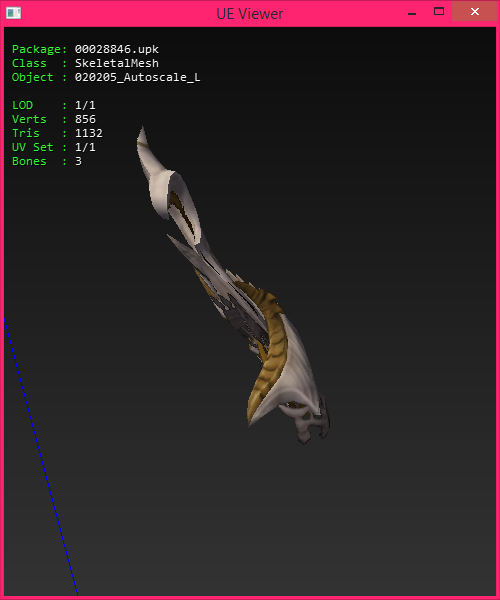 UE Viewer
Package: 00028846.upk
Class : SkeletalMesh
Object : 020205_Autoscale_L
LOD : 1/1
Verts : 856
Tris : 1132
UV Set : 1/1
Bones : 3